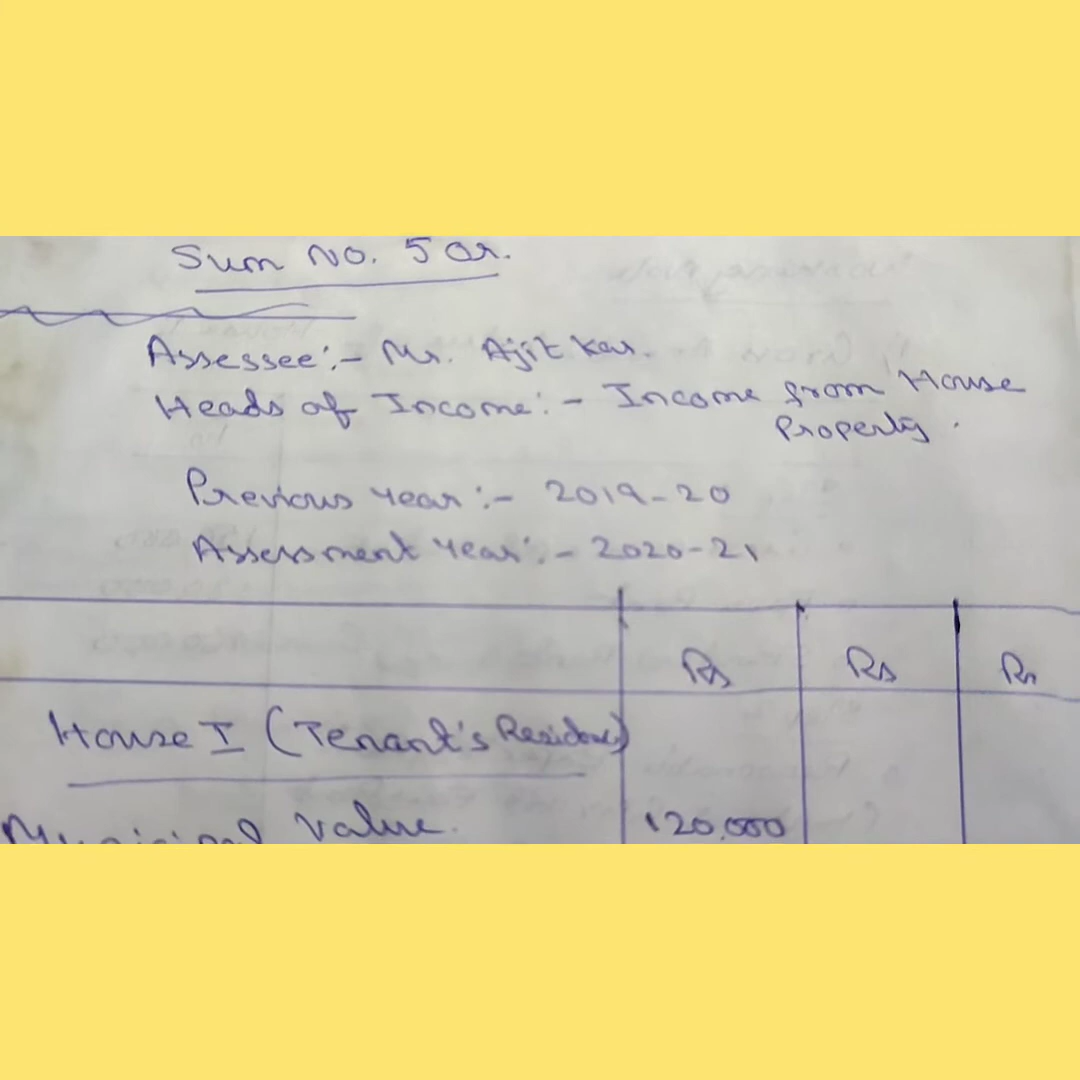 Sum No. 5 Or.
Assessee:- Mr. Ajit Kar.
Heads of Income:- Income from House
Property.
Previous Year:- 2019-20
Assessment Year:- 2020-21
Rs Rs Rs
House I (Tenant's Residence)
Municipal Value. 120,000